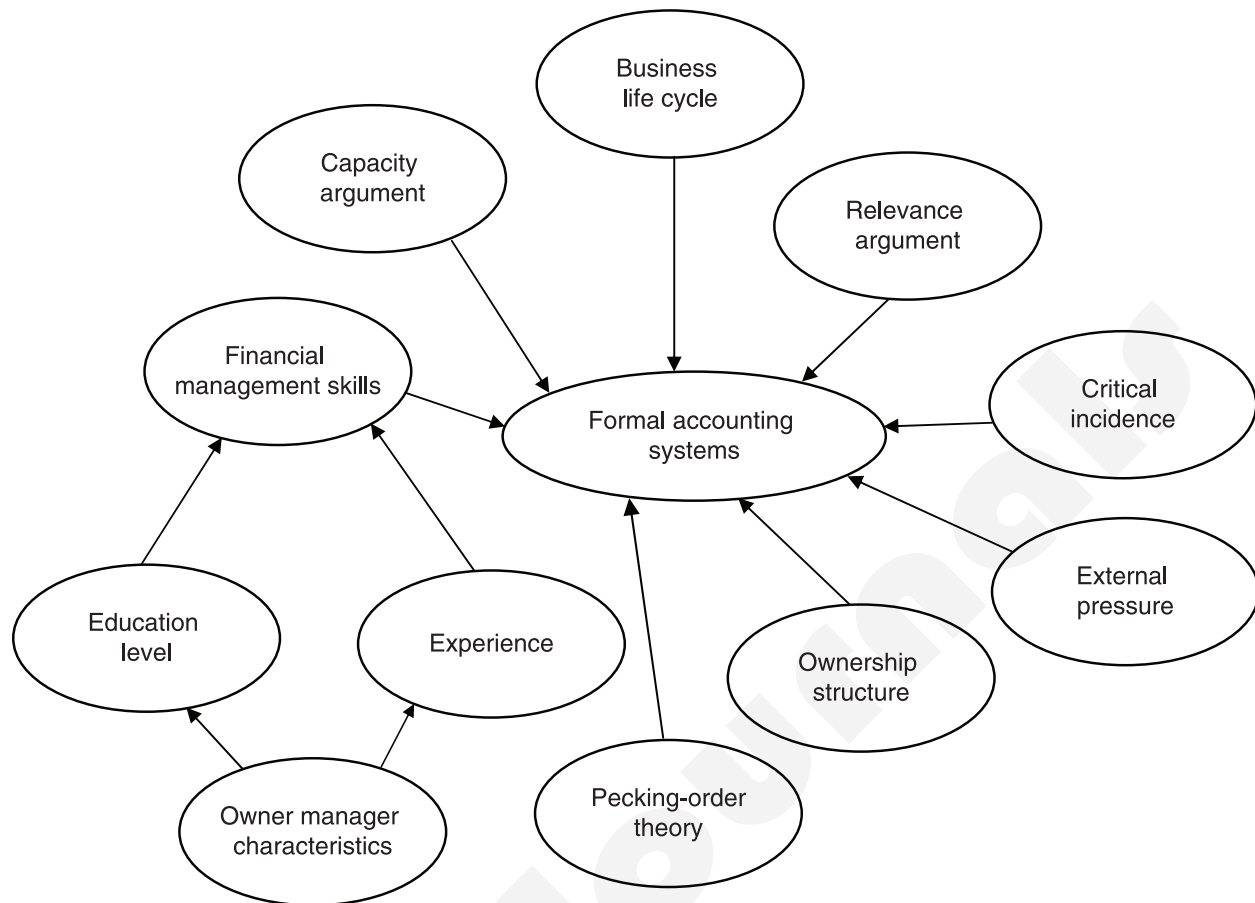 Business
life cycle
Capacity
argument
Relevance
argument
Financial
management skills
Formal accounting
systems
Critical
incidence
External
pressure
Education
level
Experience
Ownership
structure
Pecking-order
theory
Owner manager
characteristics
Journals